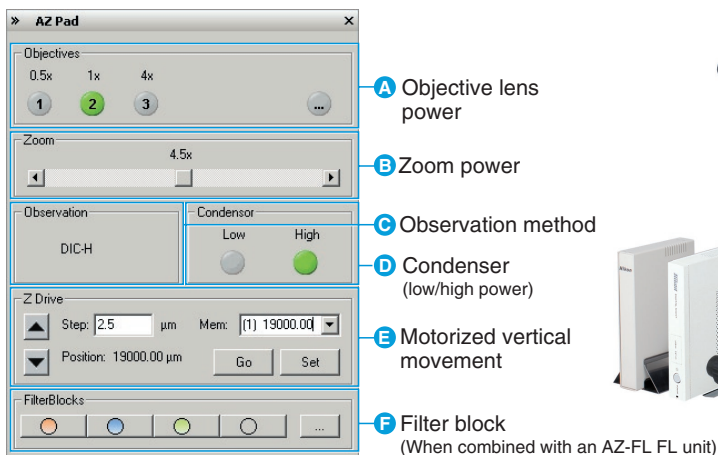 » AZ Pad ×
Objectives
0.5x 1x 4x
1 2 3 ...
A Objective lens
power
Zoom
4.5x
B Zoom power
Observation
DIC-H
Condensor
Low High
C Observation method
D Condenser
(low/high power)
Z Drive
Step: 2.5 µm Mem: (1) 19000.00
Position: 19000.00 µm Go Set
E Motorized vertical
movement
FilterBlocks
...
F Filter block
(When combined with an AZ-FL FL unit)
Nikon
Nikon